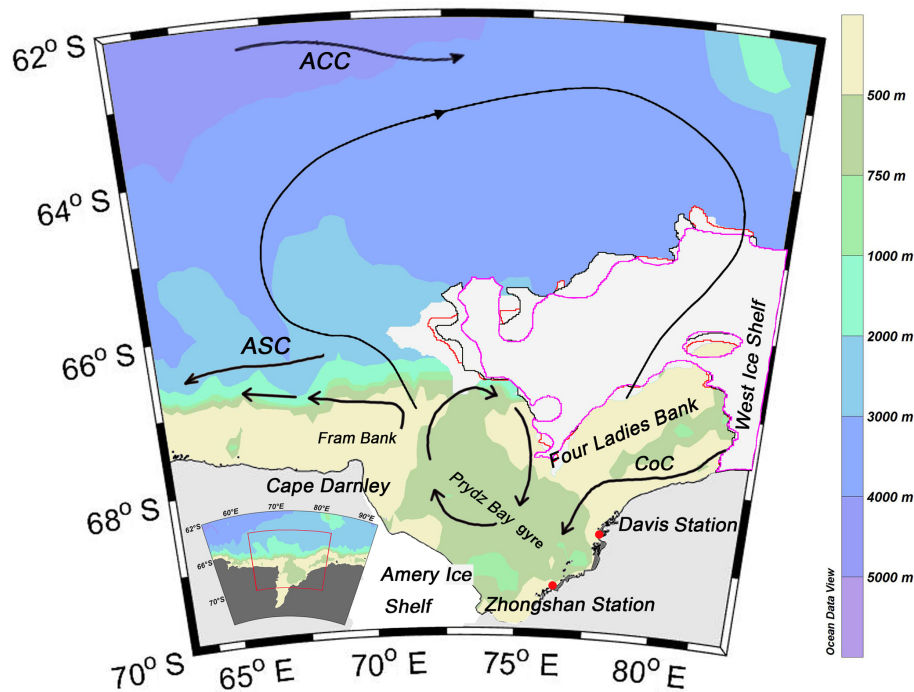 62° S
64° S
66° S
68° S
70° S
65° E
70° E
75° E
80° E
ACC
ASC
Fram Bank
Cape Darnley
Prydz Bay gyre
Four Ladies Bank
CoC
West Ice Shelf
Davis Station
Zhongshan Station
Amery Ice
Shelf
60°E
70°E
80°E
90°E
62°S
66°S
70°S
500 m
750 m
1000 m
2000 m
3000 m
4000 m
5000 m
Ocean Data View